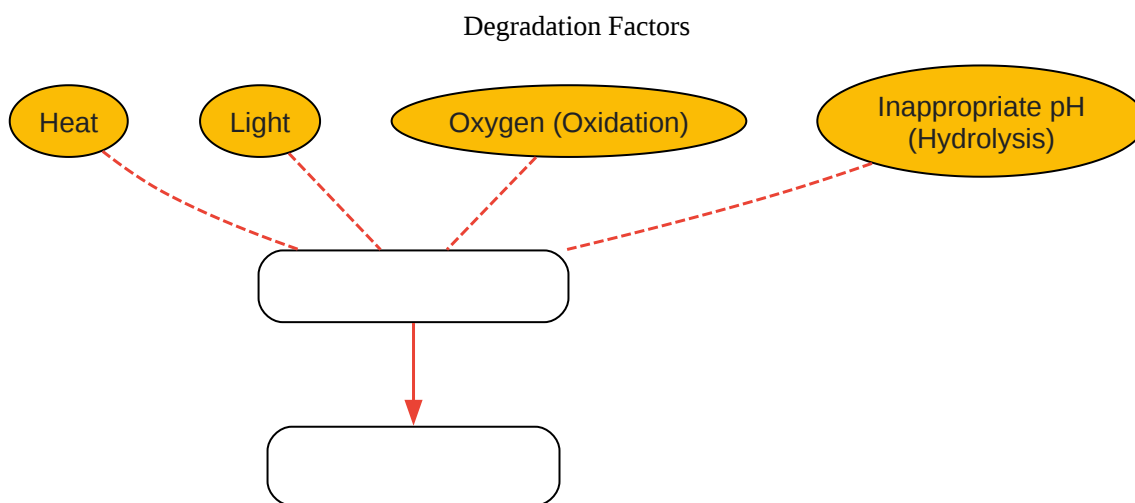 Degradation Factors
Heat
Light
Oxygen (Oxidation)
Inappropriate pH
(Hydrolysis)